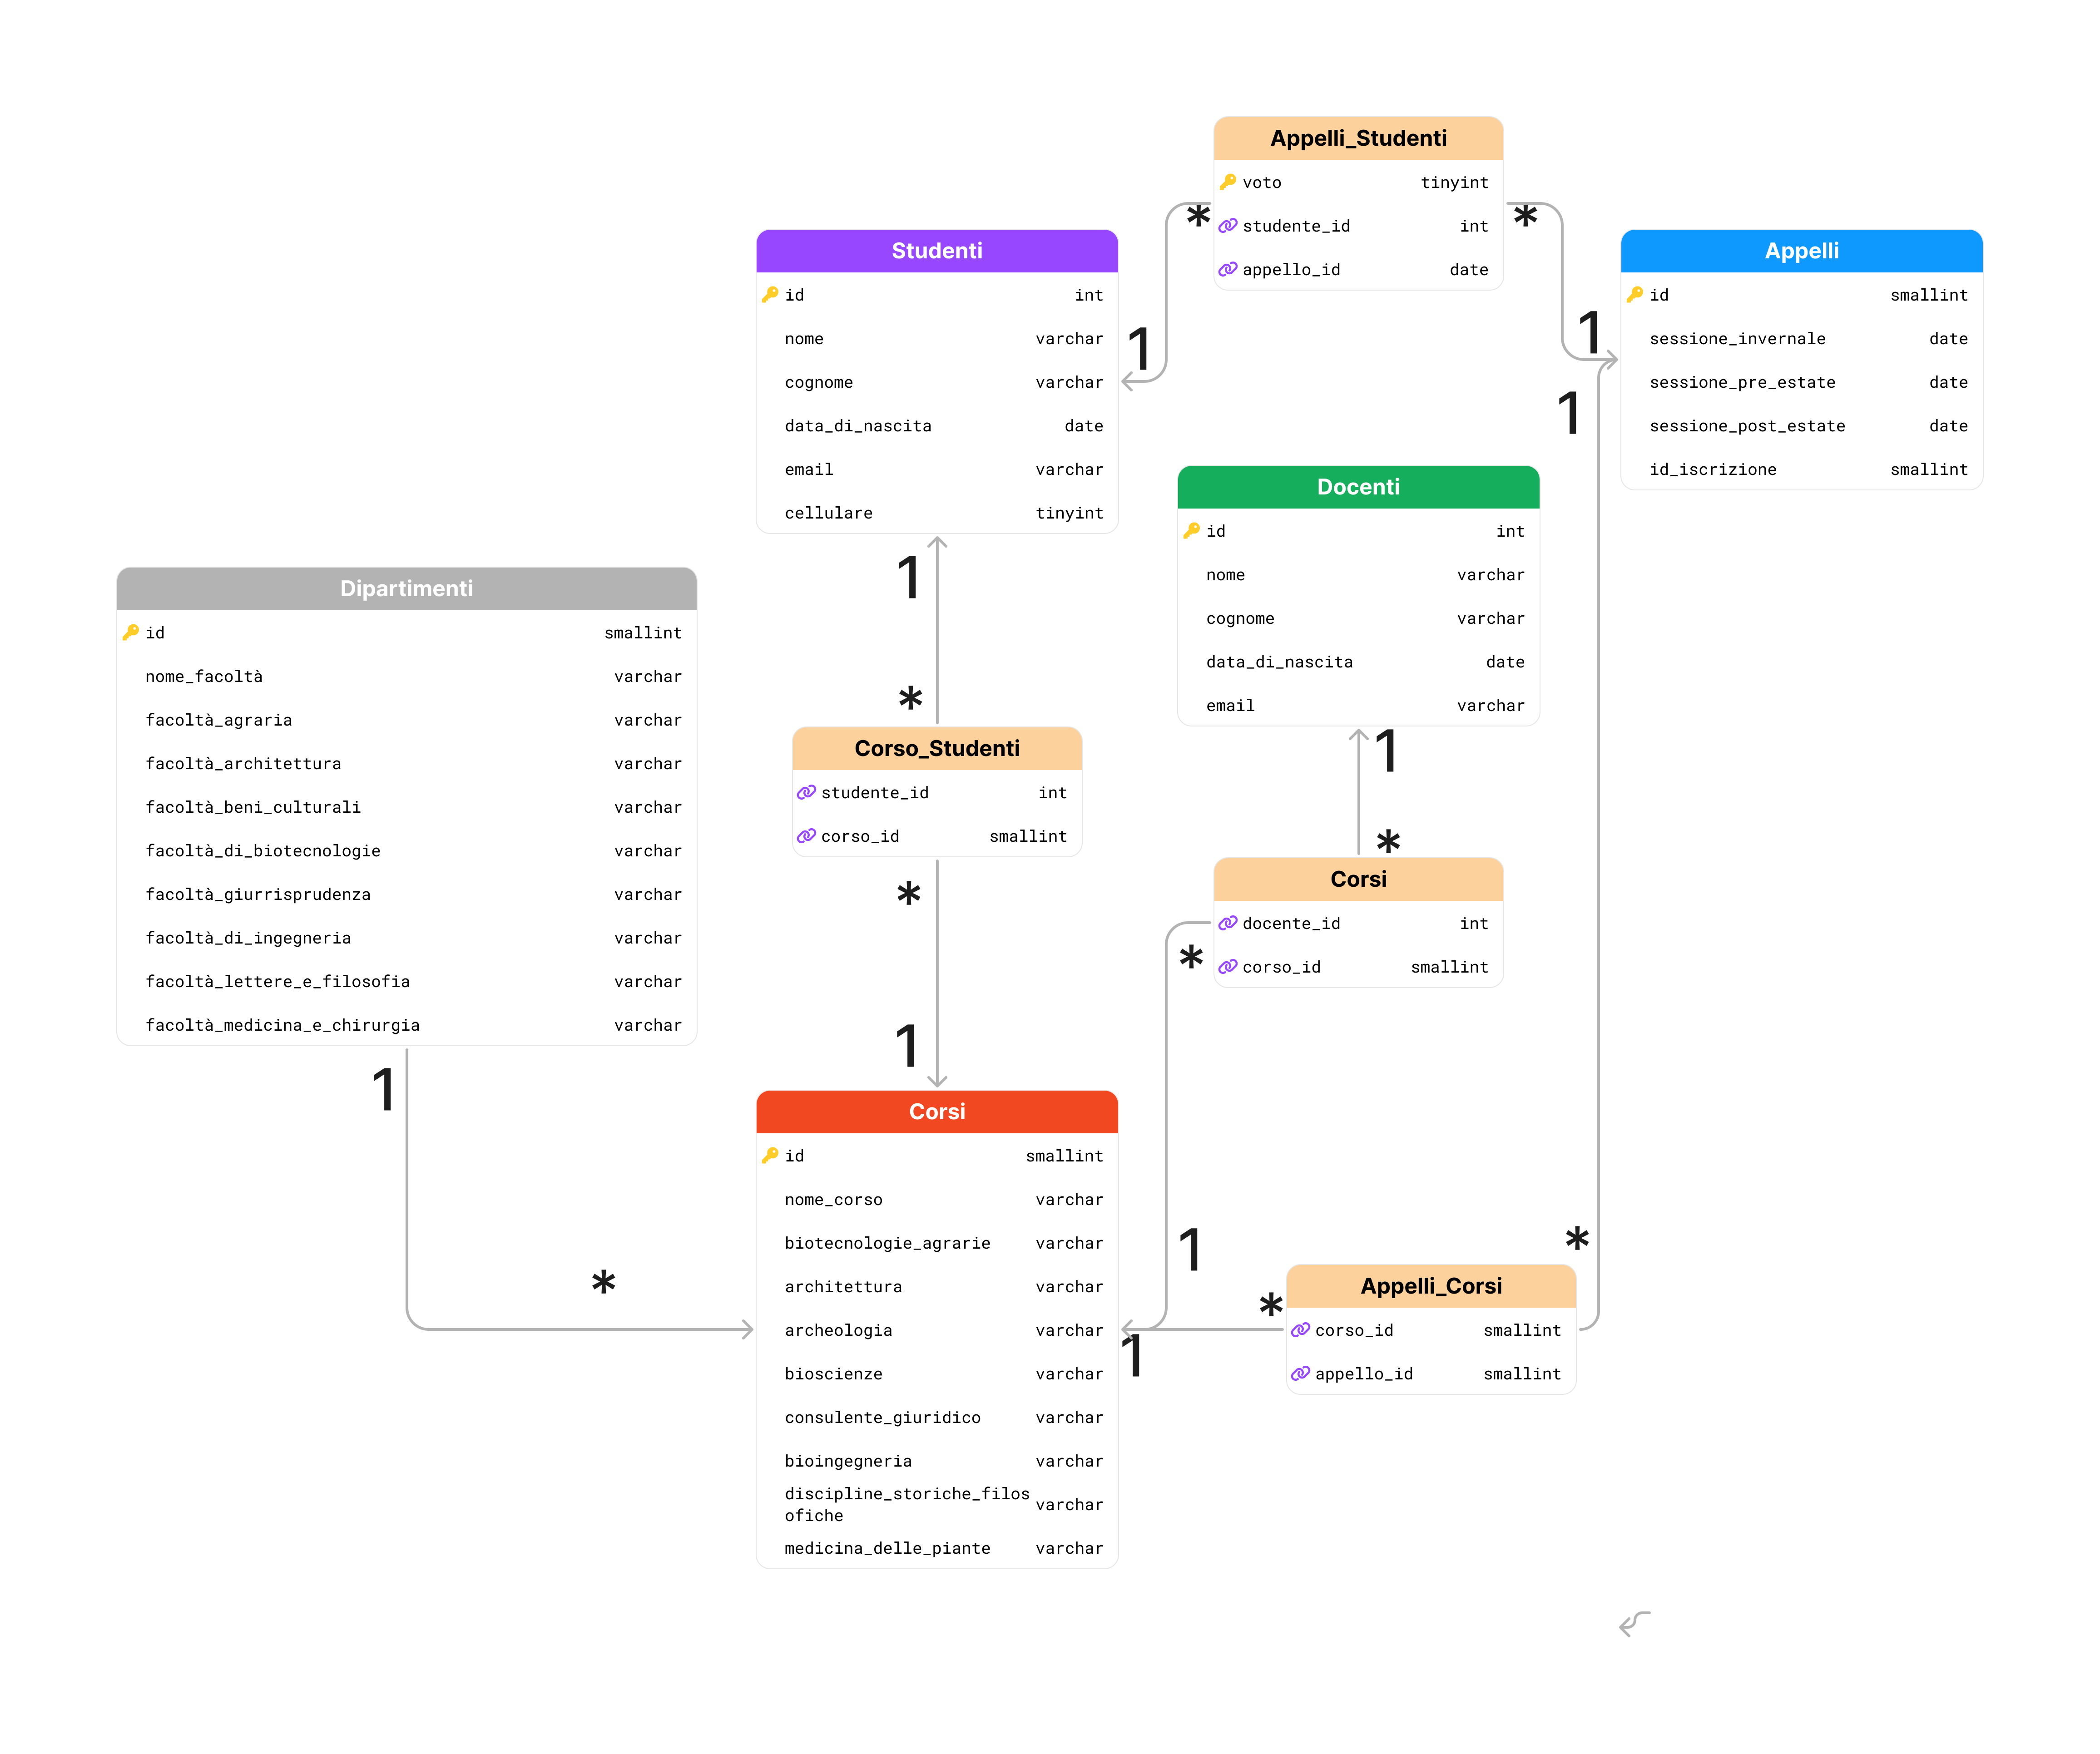 Appelli_Studenti
voto tinyint
studente_id int
appello_id date
*
*
Studenti
id int
nome varchar
cognome varchar
data_di_nascita date
email varchar
cellulare tinyint
1
1
1
Appelli
id smallint
sessione_invernale date
sessione_pre_estate date
sessione_post_estate date
id_iscrizione smallint
Docenti
id int
nome varchar
cognome varchar
data_di_nascita date
email varchar
1
*
1
*
Dipartimenti
id smallint
nome_facoltà varchar
facoltà_agraria varchar
facoltà_architettura varchar
facoltà_beni_culturali varchar
facoltà_di_biotecnologie varchar
facoltà_giurrisprudenza varchar
facoltà_di_ingegneria varchar
facoltà_lettere_e_filosofia varchar
facoltà_medicina_e_chirurgia varchar
1
*
Corso_Studenti
studente_id int
corso_id smallint
*
1
Corsi
docente_id int
corso_id smallint
*
1
Corsi
id smallint
nome_corso varchar
biotecnologie_agrarie varchar
architettura varchar
archeologia varchar
bioscienze varchar
consulente_giuridico varchar
bioingegneria varchar
discipline_storiche_filos
ofiche varchar
medicina_delle_piante varchar
*
*
1
Appelli_Corsi
corso_id smallint
appello_id smallint